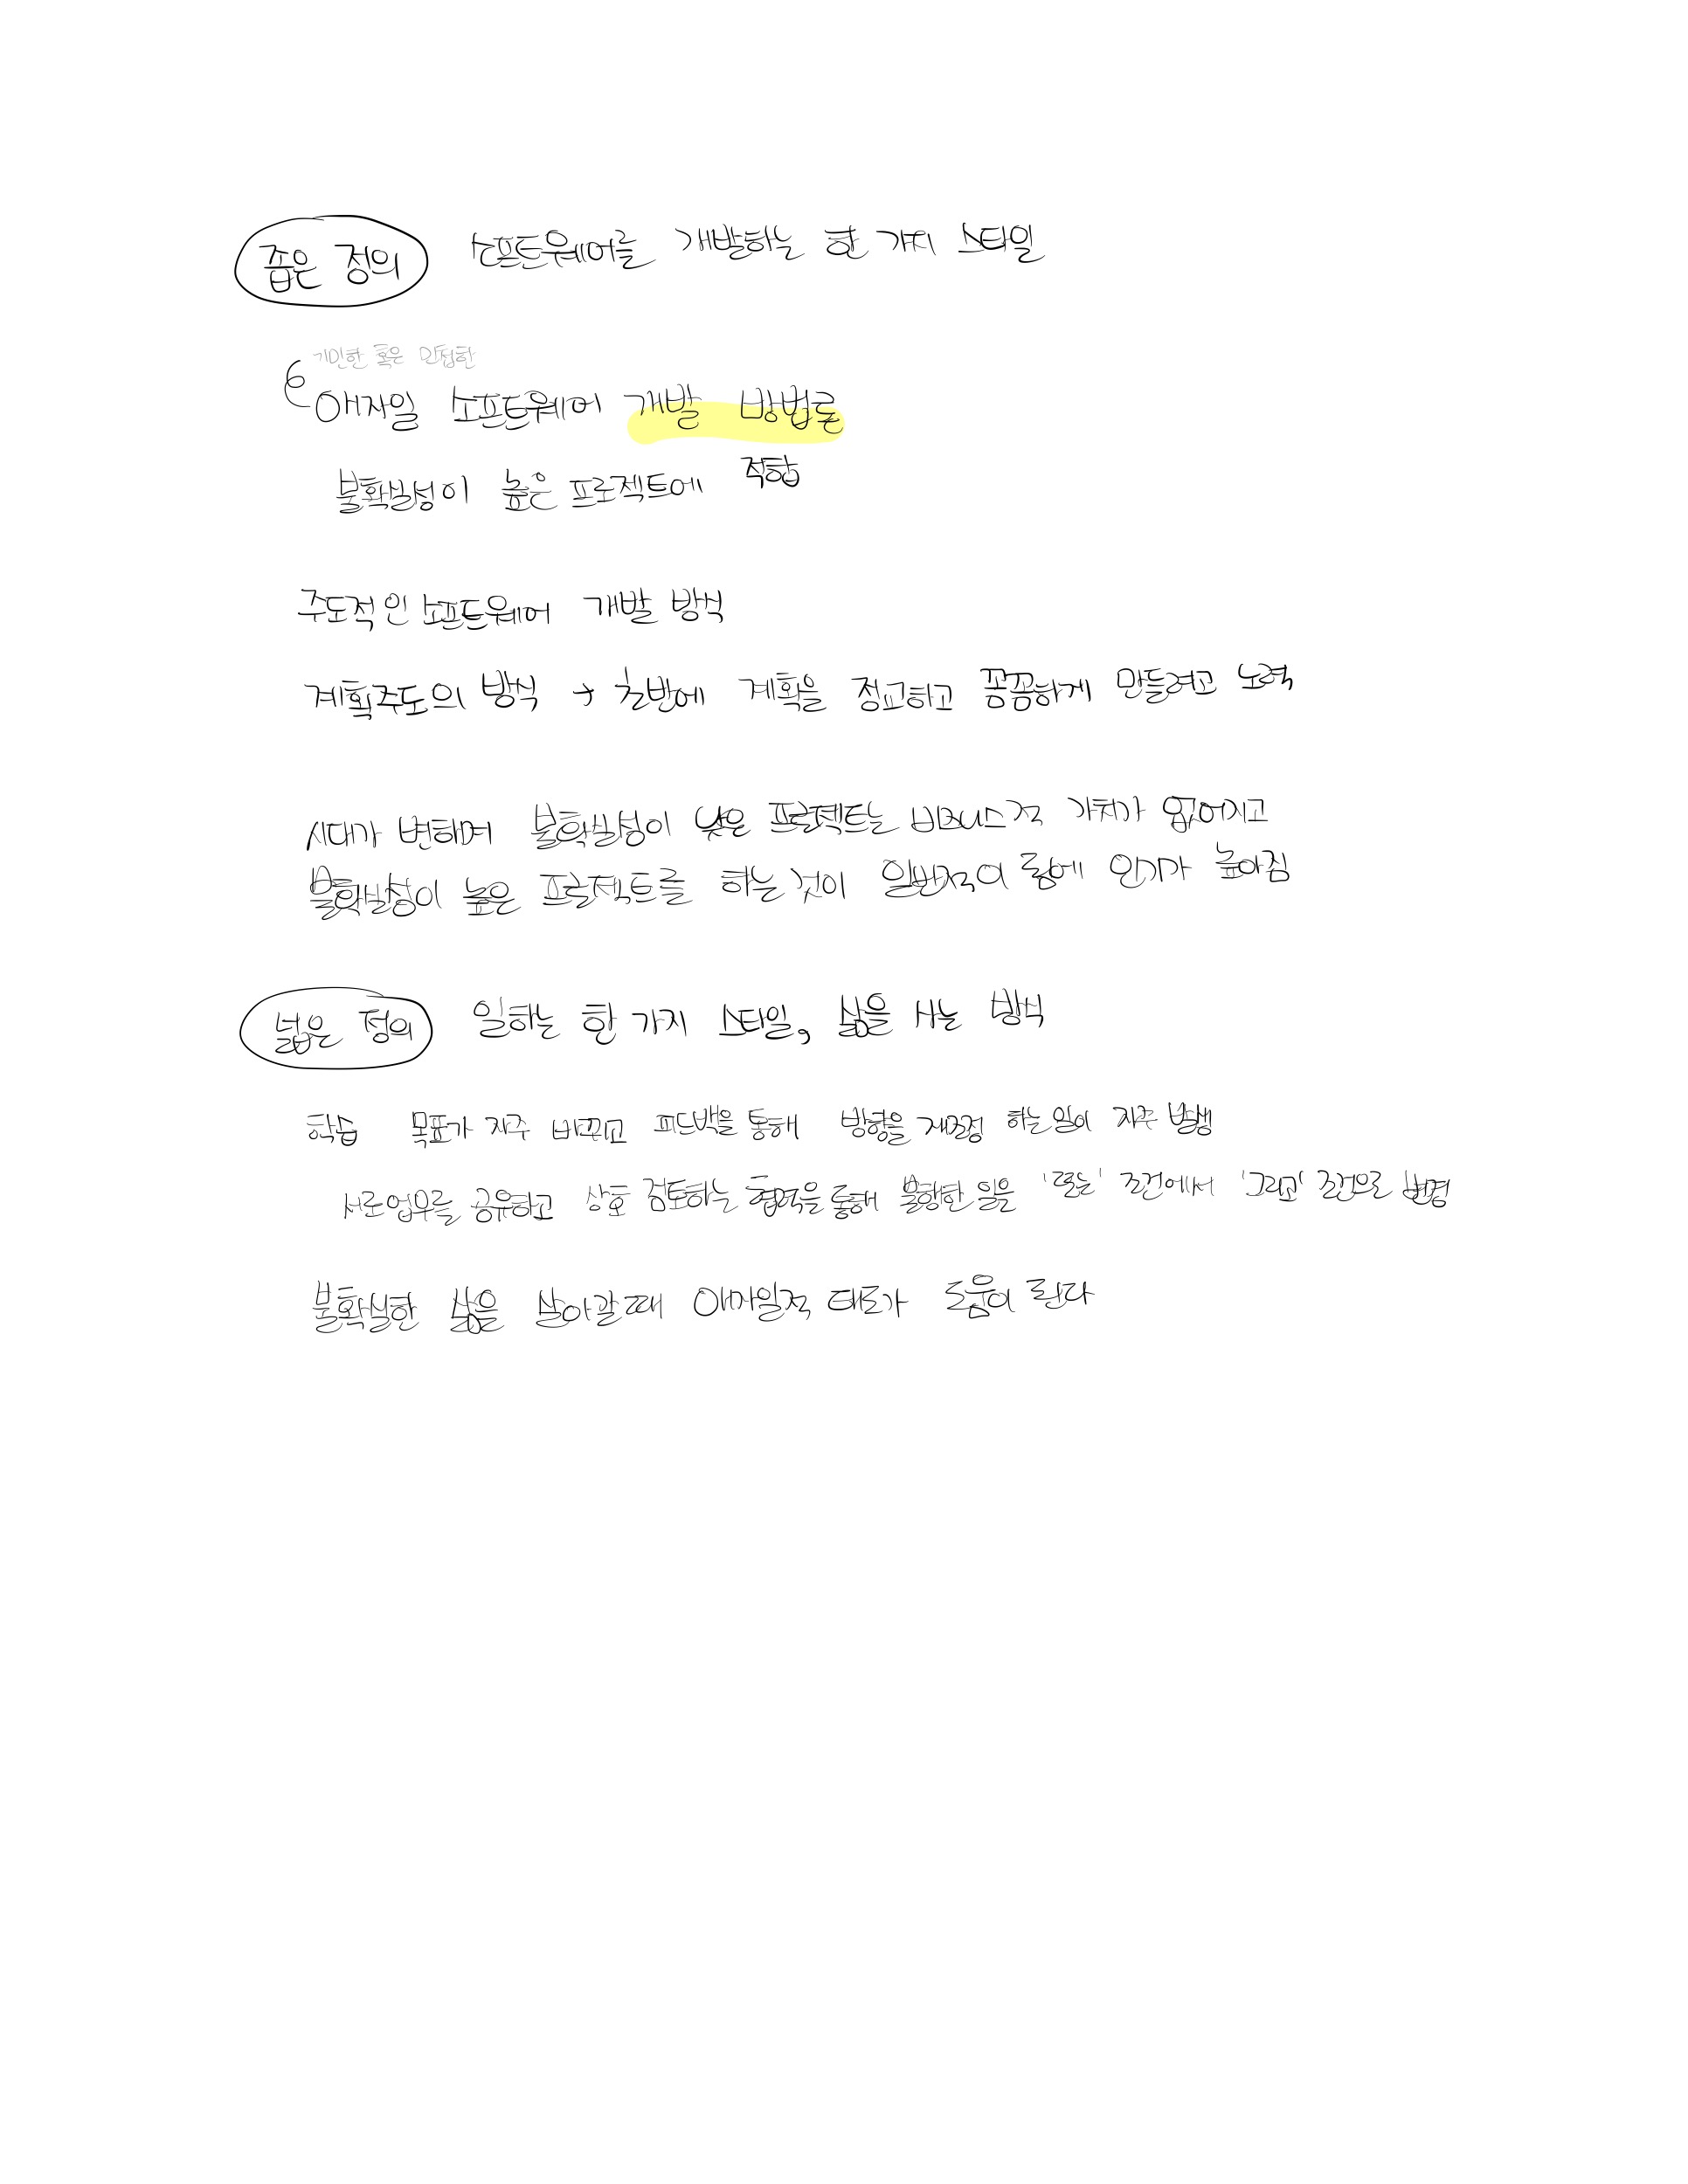 좁은 정의 소프트웨어를 개발하는 한 가지 스타일
기민한 혹은 민첩한
애자일 소프트웨어 개발 방법론
불확실성이 높은 프로젝트에 적합
주도적인 소프트웨어 개발 방식
계획주도의 방식 → 초반에 계획을 정교하고 꼼꼼하게 만들려고 노력
시대가 변하며 불확실성이 낮은 프로젝트는 비즈니스적 가치가 없어지고
불확실성이 높은 프로젝트를 하는 것이 일반적이 에 인기가 높아짐
넓은 정의 일하는 한 가지 스타일, 삶을 사는 방식
학습 목표가 자주 바뀌고 피드백을 통해 방향을 재조정 하는 일이 자주 발생
서로 업무를 공유하고 상호 검토하는 협력을 통해 불행한 일을 '또는' 조건에서 '그리고' 조건으로 변경
불확실한 삶을 살아갈 때 애자일적 태도가 도움이 된다